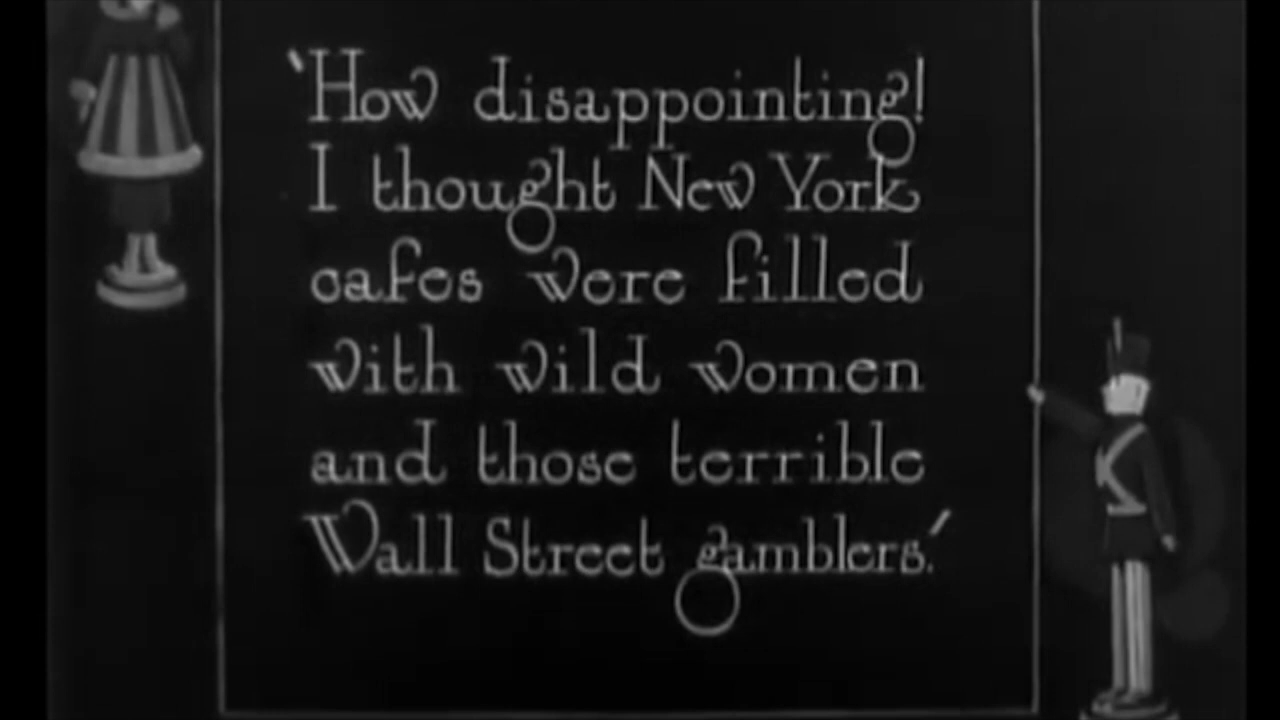 'How disappointing!
I thought New York
cafes were filled
with wild women
and those terrible
Wall Street gamblers.'